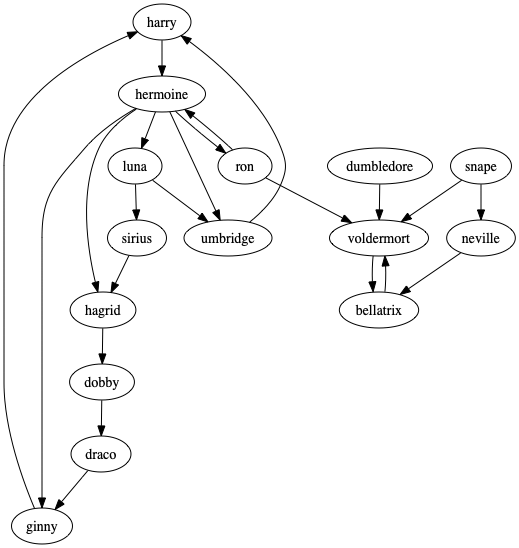 harry
hermoine
luna
ron
dumbledore
snape
sirius
umbridge
voldermort
neville
hagrid
bellatrix
dobby
draco
ginny